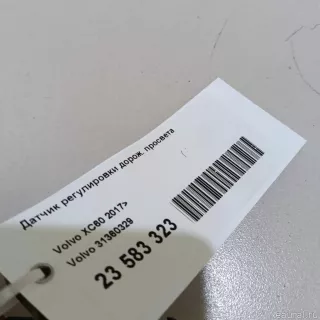 Датчик регулировки дорож. просвета
Volvo XC60 2017>
Volvo 31360329
23 583 323